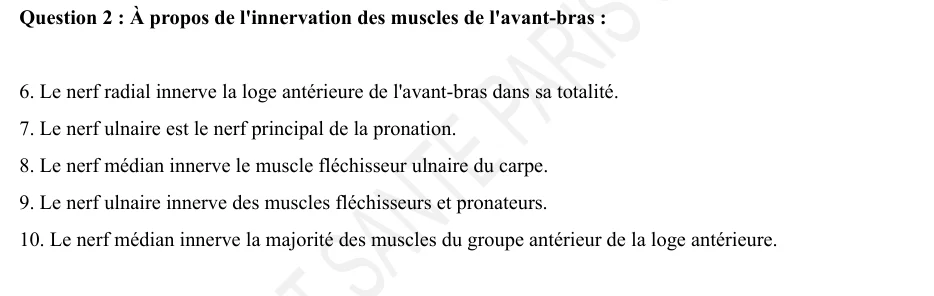 Question 2 : À propos de l'innervation des muscles de l'avant-bras :
6. Le nerf radial innerve la loge antérieure de l'avant-bras dans sa totalité.
7. Le nerf ulnaire est le nerf principal de la pronation.
8. Le nerf médian innerve le muscle fléchisseur ulnaire du carpe.
9. Le nerf ulnaire innerve des muscles fléchisseurs et pronateurs.
10. Le nerf médian innerve la majorité des muscles du groupe antérieur de la loge antérieure.
SANTE PARIS